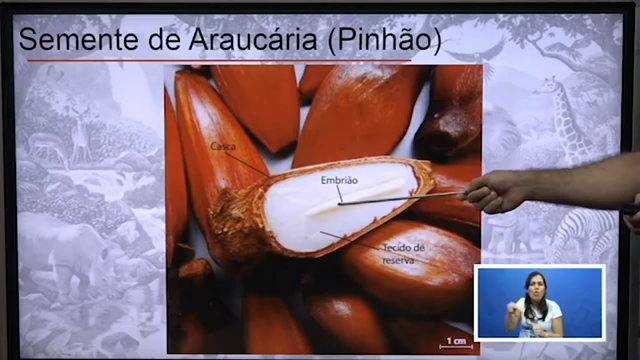 Semente de Araucária (Pinhão)
Casca
Embrião
Tecido de
reserva
1 cm